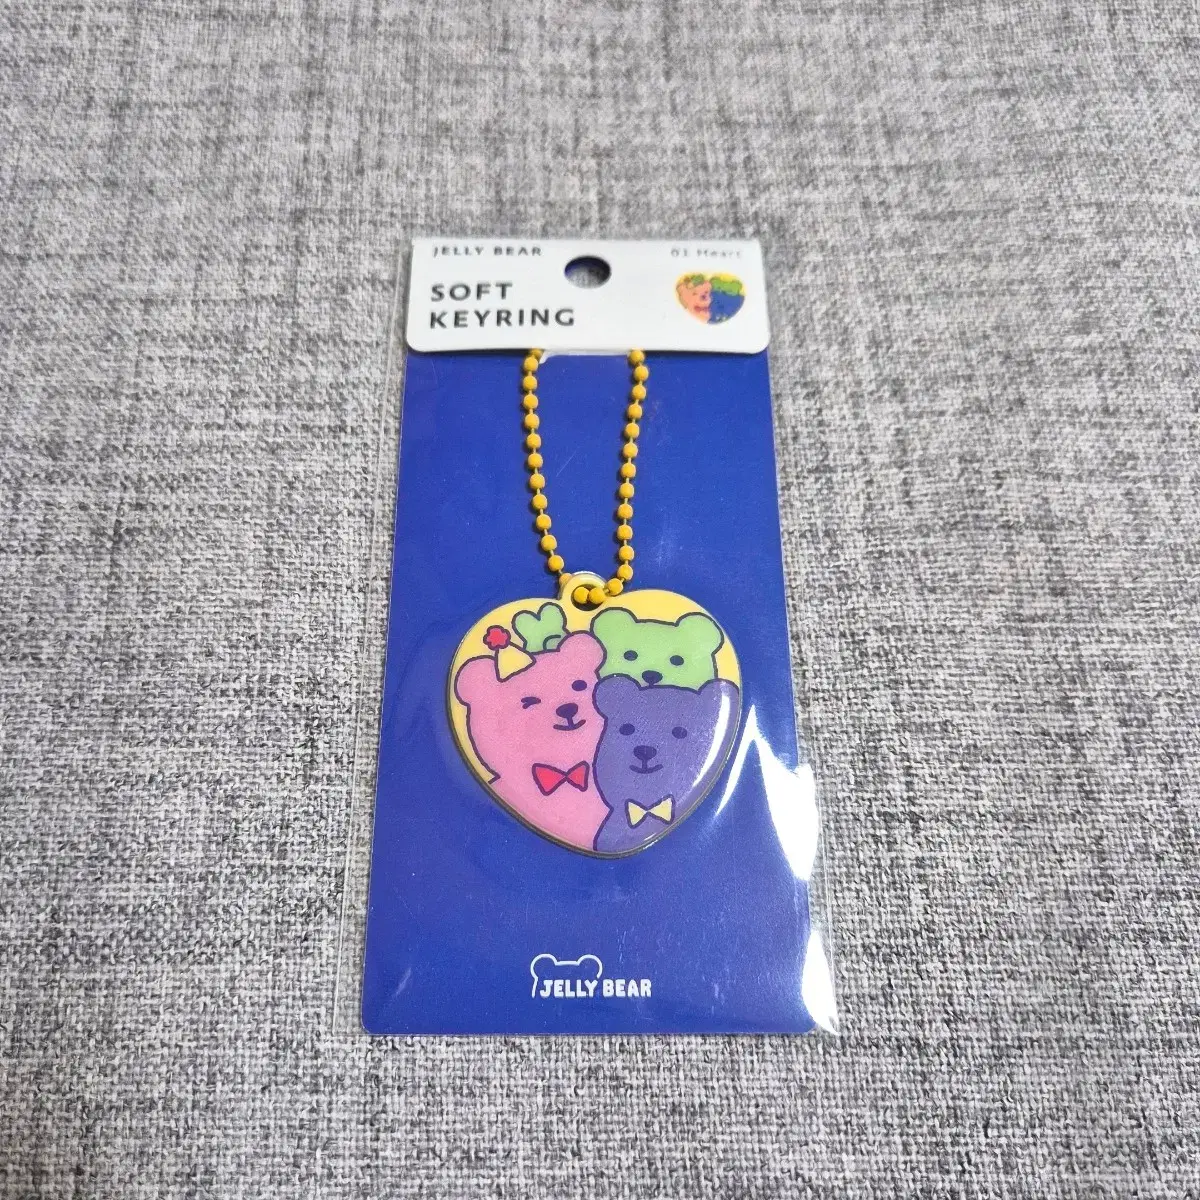 JELLY BEAR
01 Heart
SOFT
KEYRING
JELLY BEAR